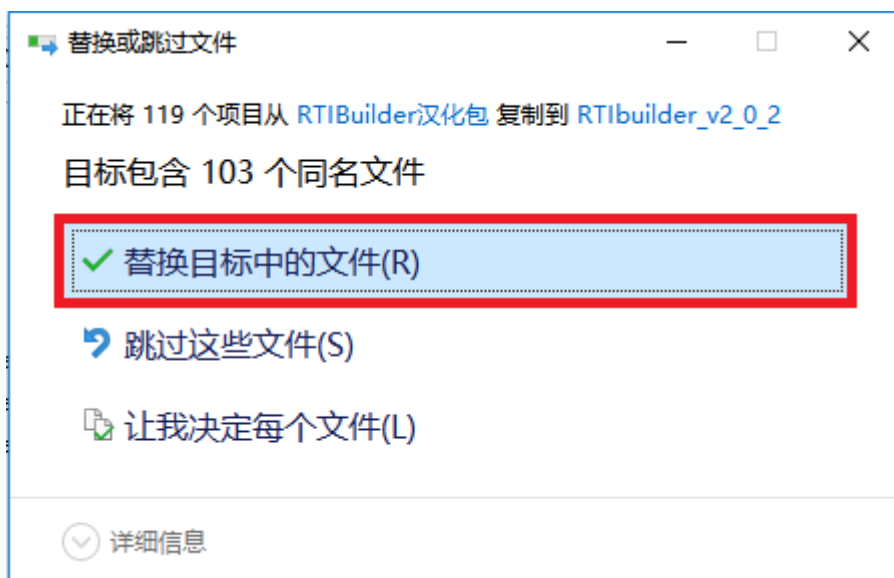 替换或跳过文件
正在将 119 个项目从 RTIBuilder汉化包 复制到 RTIbuilder_v2_0_2
目标包含 103 个同名文件
替换目标中的文件(R)
跳过这些文件(S)
让我决定每个文件(L)
详细信息